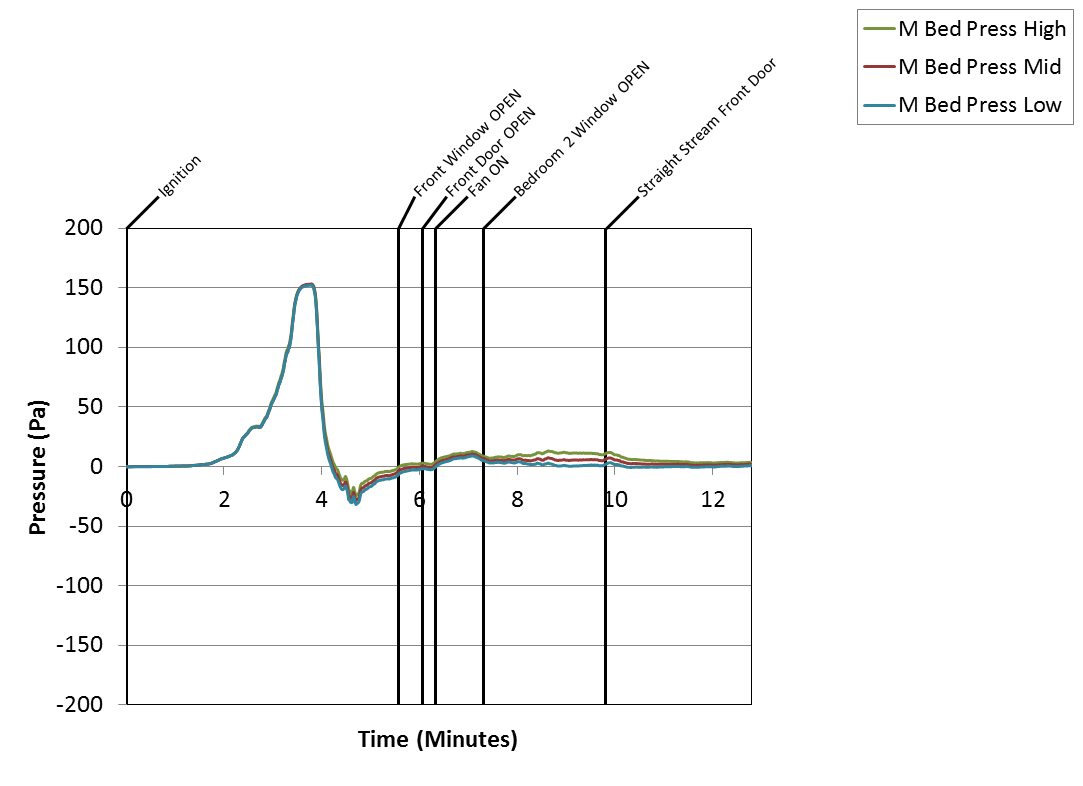 M Bed Press High
M Bed Press Mid
M Bed Press Low
Ignition
Front Window OPEN
Front Door OPEN
Fan ON
Bedroom 2 Window OPEN
Straight Stream Front Door
200
150
100
50
0
-50
-100
-150
-200
0 2 4 6 8 10 12
Pressure (Pa)
Time (Minutes)